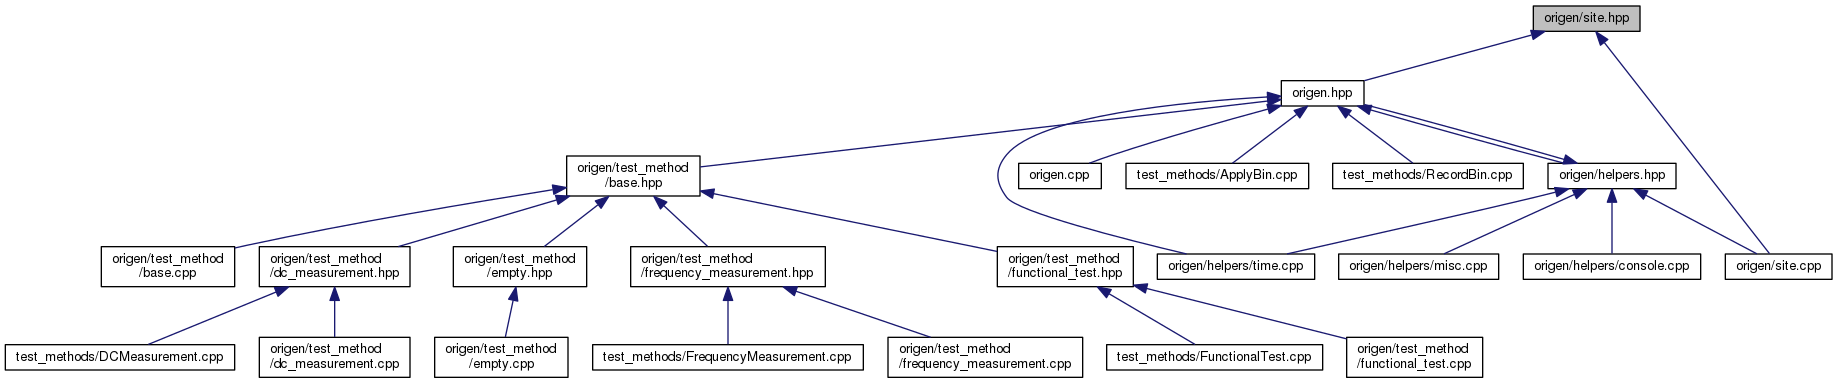 origen/site.hpp
origen.hpp
origen/test_method
/base.hpp
origen.cpp
test_methods/ApplyBin.cpp
test_methods/RecordBin.cpp
origen/helpers.hpp
origen/test_method
/base.cpp
origen/test_method
/dc_measurement.hpp
origen/test_method
/empty.hpp
origen/test_method
/frequency_measurement.hpp
origen/test_method
/functional_test.hpp
origen/helpers/time.cpp
origen/helpers/misc.cpp
origen/helpers/console.cpp
origen/site.cpp
test_methods/DCMeasurement.cpp
origen/test_method
/dc_measurement.cpp
origen/test_method
/empty.cpp
test_methods/FrequencyMeasurement.cpp
origen/test_method
/frequency_measurement.cpp
test_methods/FunctionalTest.cpp
origen/test_method
/functional_test.cpp